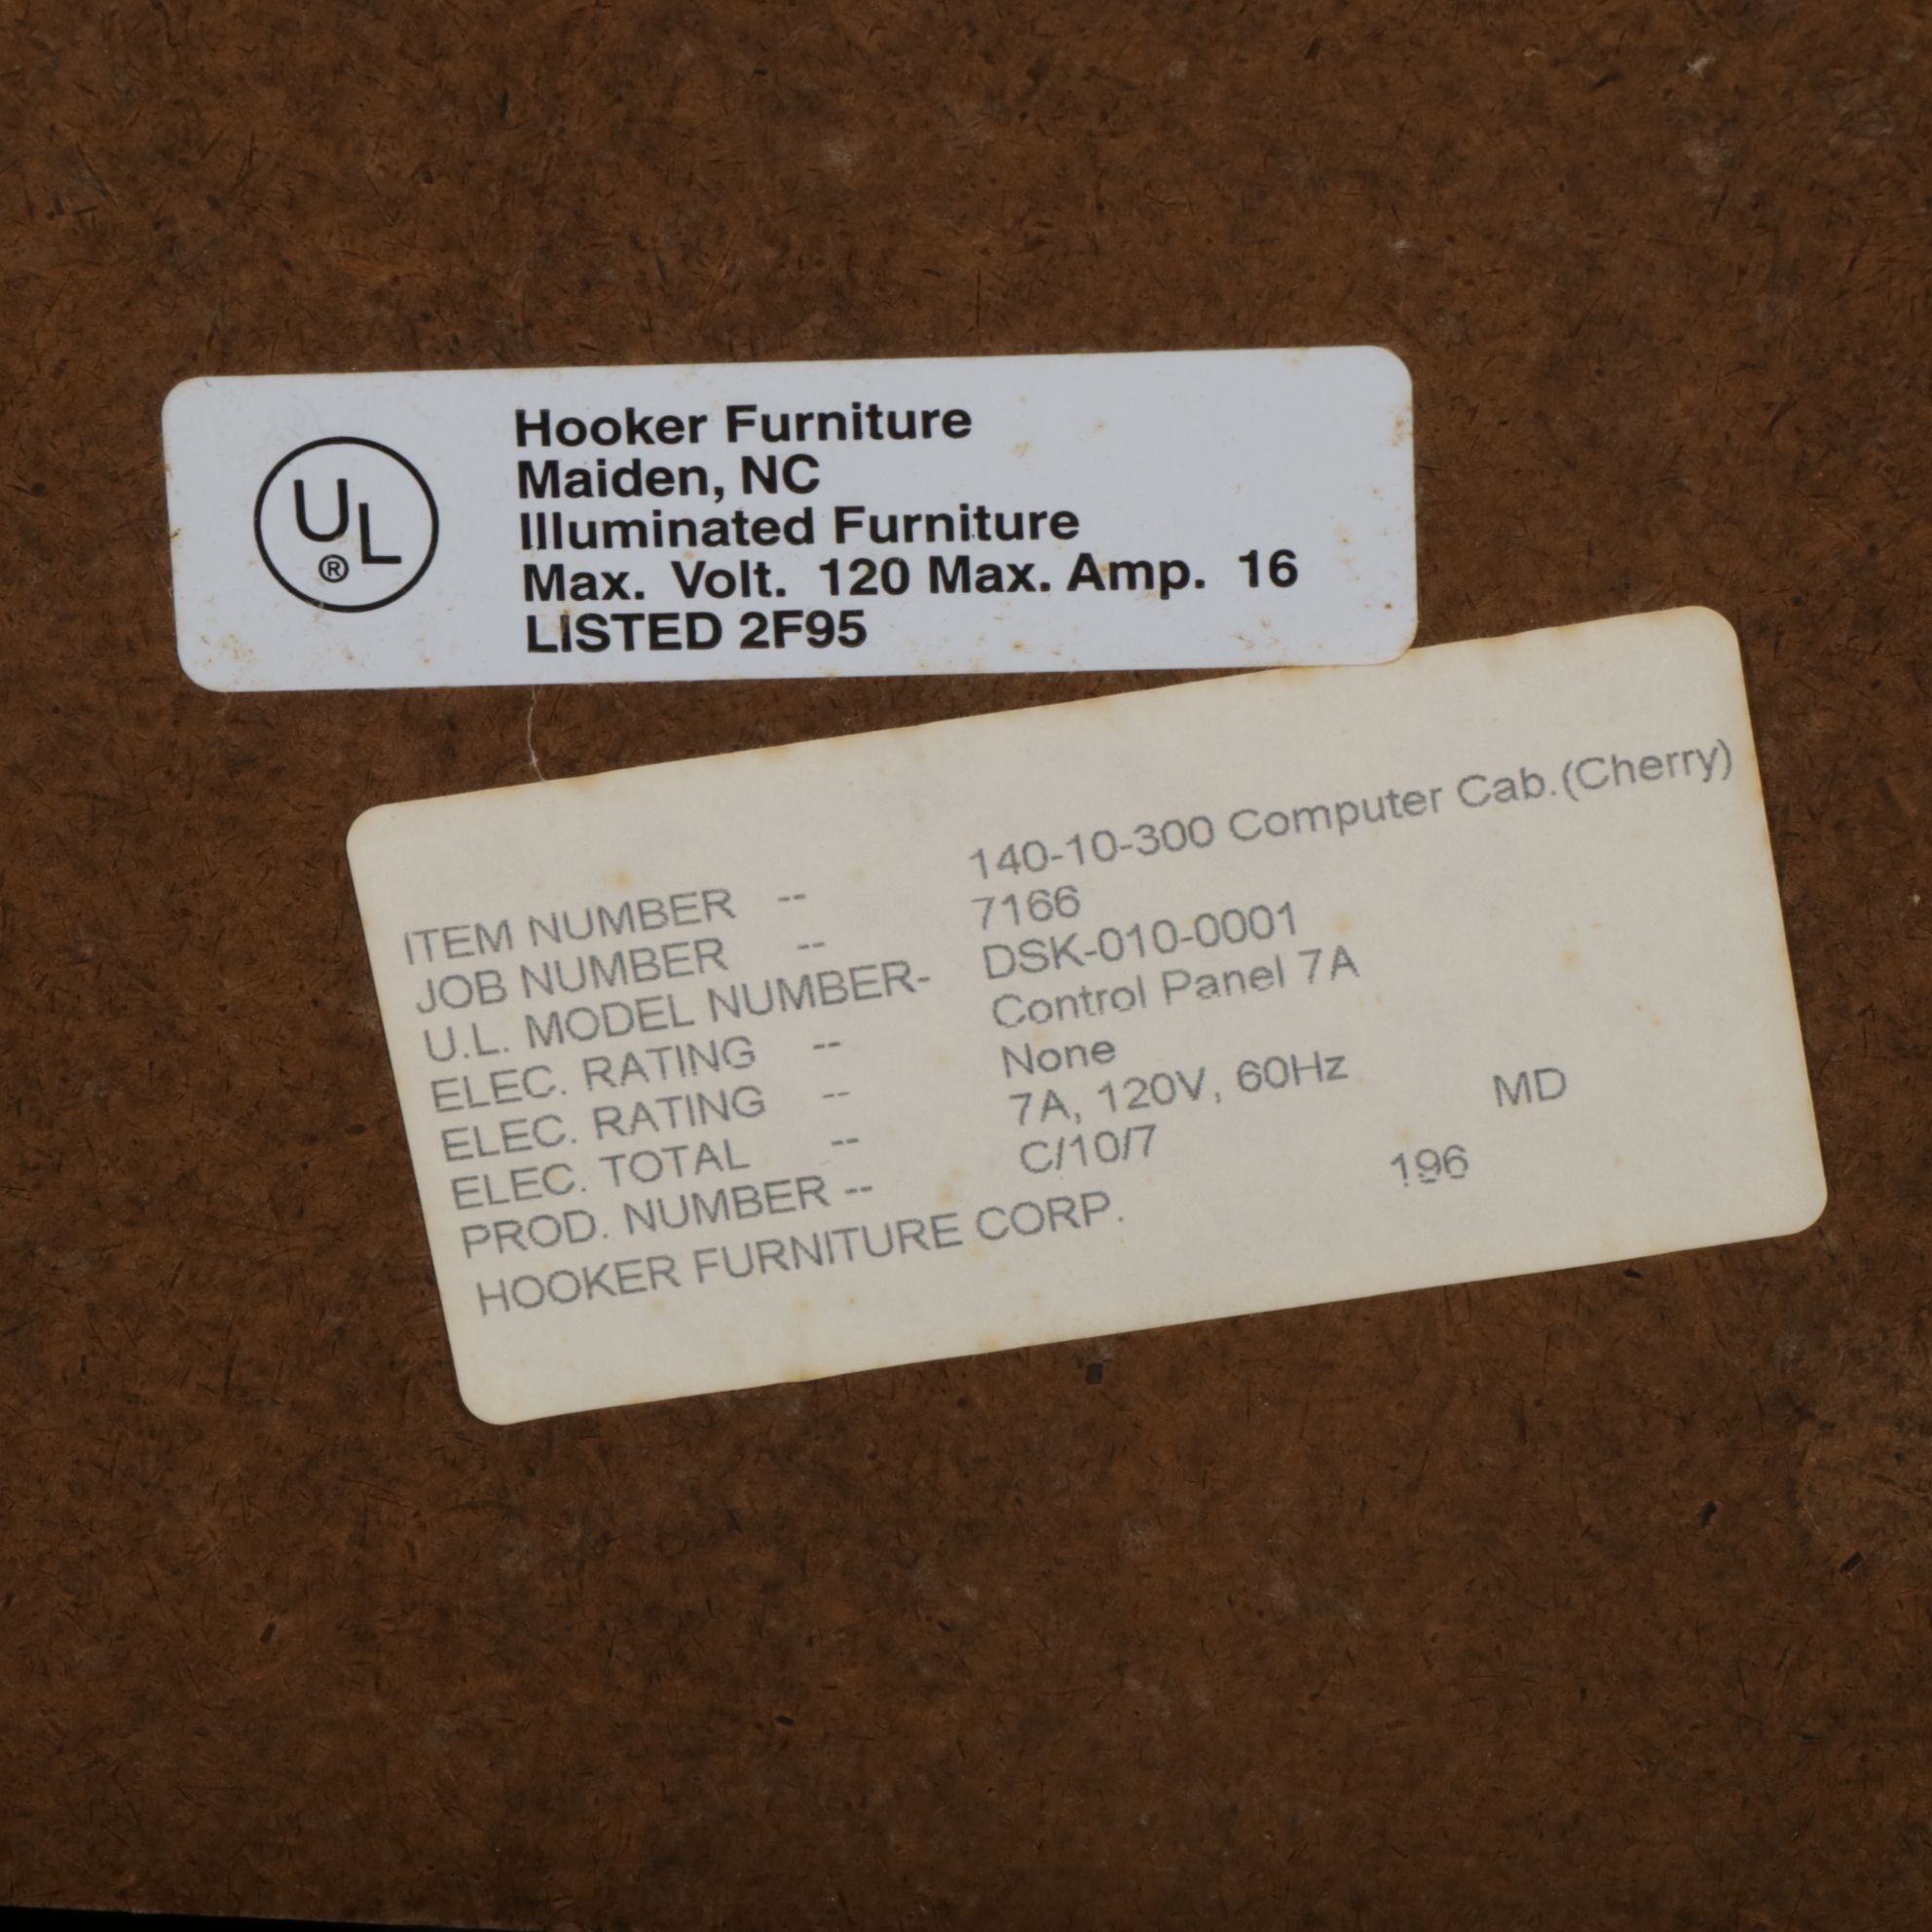 UL®
Hooker Furniture
Maiden, NC
Illuminated Furniture
Max. Volt. 120 Max. Amp. 16
LISTED 2F95
ITEM NUMBER -- 140-10-300 Computer Cab.(Cherry)
JOB NUMBER -- 7166
U.L. MODEL NUMBER- DSK-010-0001
ELEC. RATING -- Control Panel 7A
ELEC. RATING -- None
ELEC. TOTAL -- 7A, 120V, 60Hz
PROD. NUMBER -- C/10/7 MD
HOOKER FURNITURE CORP. 196